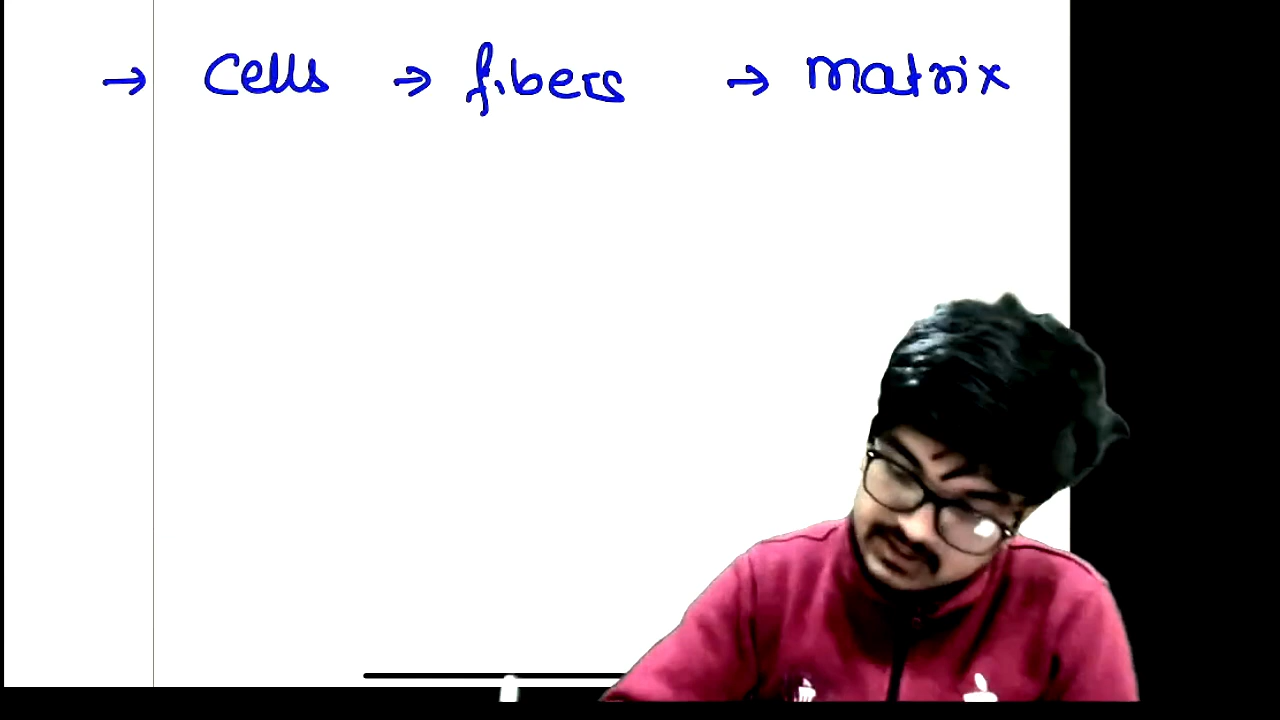 → Cells → fibers → matrix